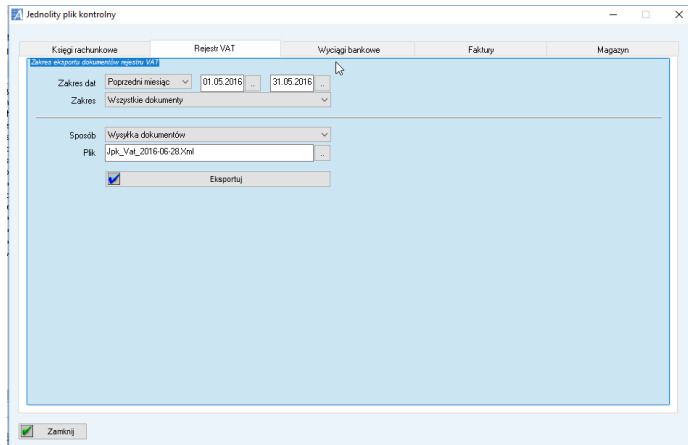 Jednolity plik kontrolny
Księgi rachunkowe Rejestr VAT Wyciągi bankowe Faktury Magazyn
Zakres eksportu dokumentów rejestru VAT
Zakres dat Poprzedni miesiąc 01.05.2016 .. 31.05.2016 ..
Zakres Wszystkie dokumenty
Sposób Wysyłka dokumentów
Plik Jpk_Vat_2016-06-28.Xml ..
Eksportuj
Zamknij